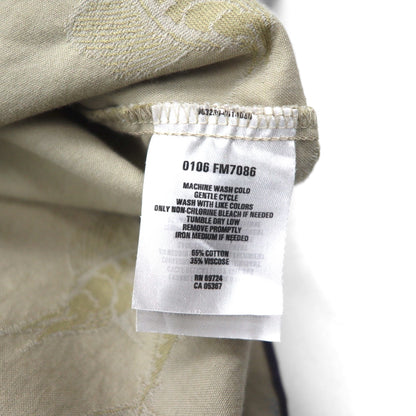 0106 FM7086
MACHINE WASH COLD
GENTLE CYCLE
WASH WITH LIKE COLORS
ONLY NON-CHLORINE BLEACH IF NEEDED
TUMBLE DRY LOW
REMOVE PROMPTLY
IRON MEDIUM IF NEEDED
65% COTTON
35% VISCOSE
RN 69724
CA 05367